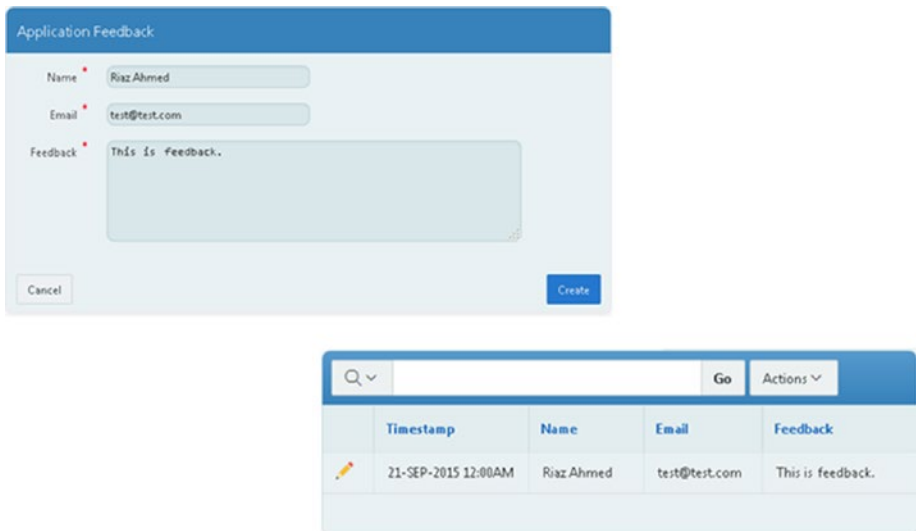 Application Feedback
Name * Riaz Ahmed
Email * test@test.com
Feedback * This is feedback.
Cancel Create
Go Actions
Timestamp Name Email Feedback
21-SEP-2015 12:00AM Riaz Ahmed test@test.com This is feedback.